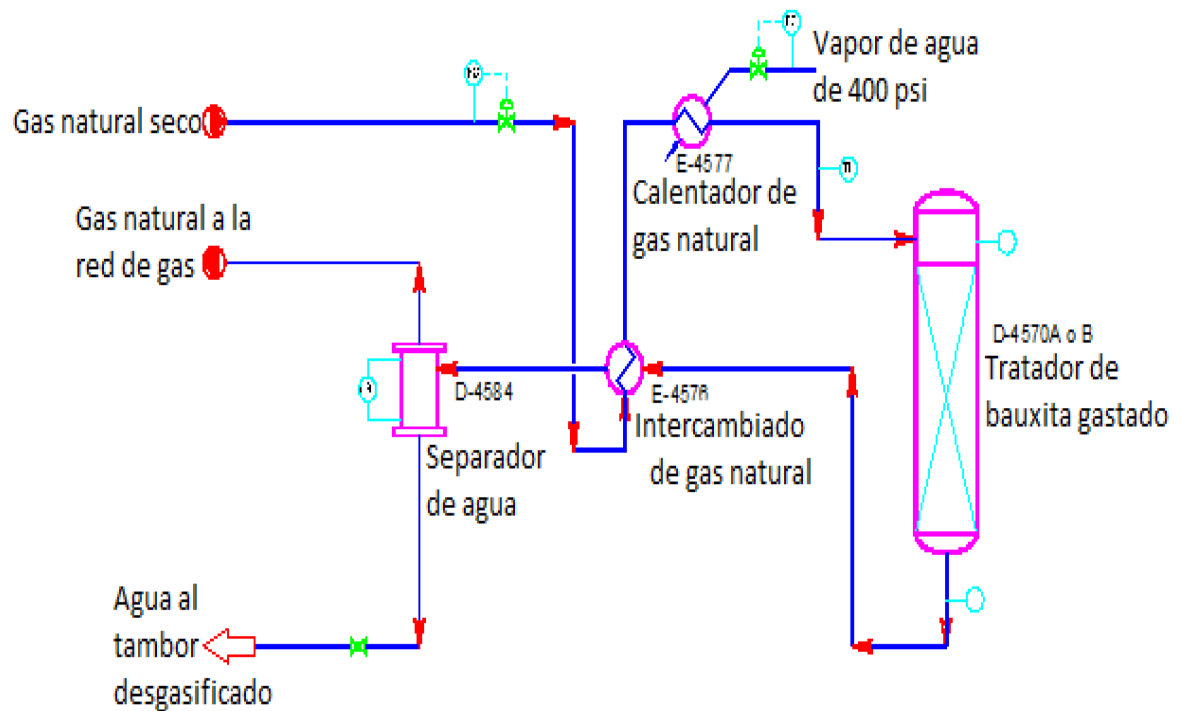 Vapor de agua
de 400 psi
Gas natural seco
E-4577
Calentador de
gas natural
TI
Gas natural a la
red de gas
D-4570A o B
Tratador de
bauxita gastado
D-4584
E-4576
Intercambiado
de gas natural
Separador
de agua
Agua al
tambor
desgasificado